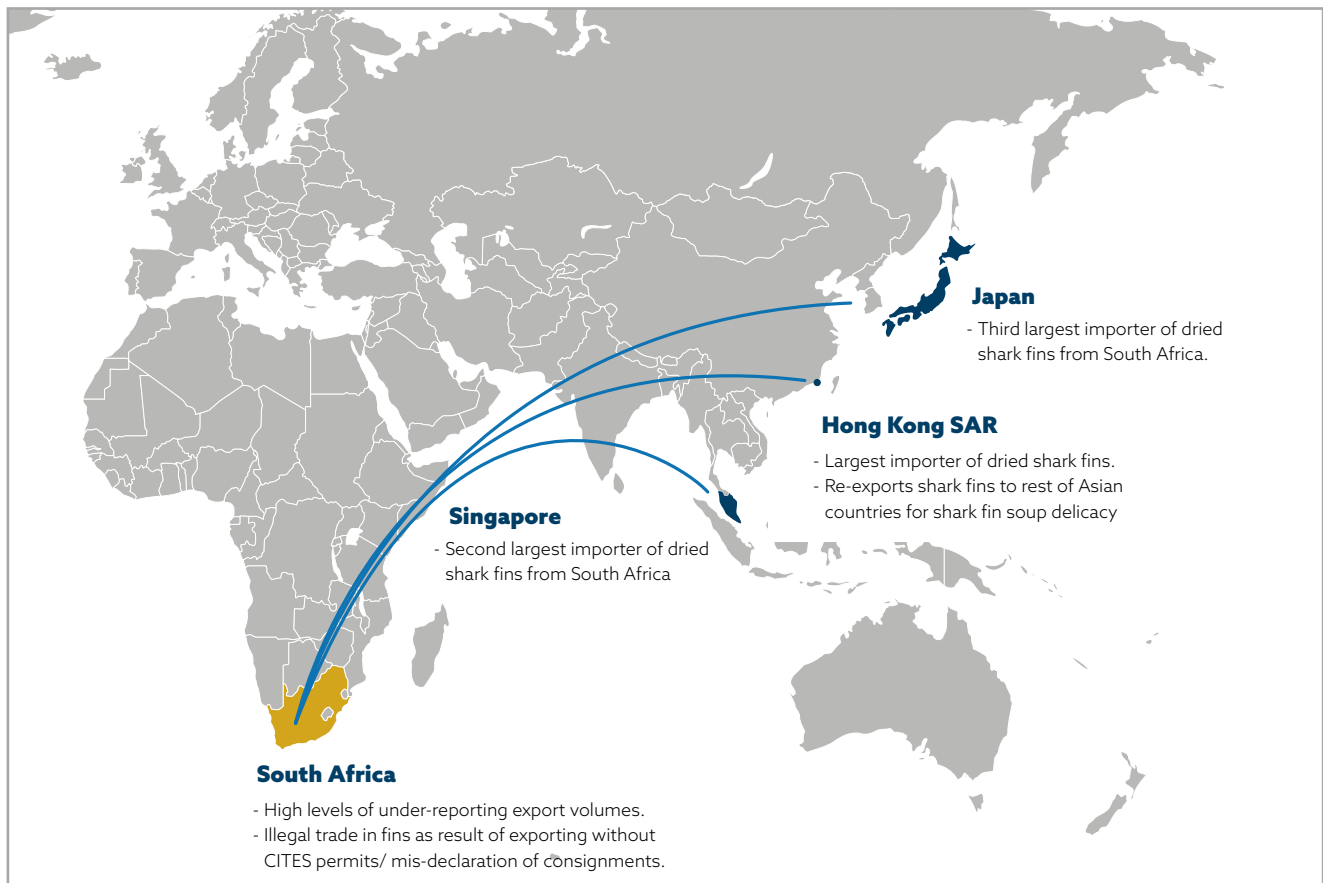 Japan
- Third largest importer of dried
shark fins from South Africa.
Hong Kong SAR
- Largest importer of dried shark fins.
- Re-exports shark fins to rest of Asian
countries for shark fin soup delicacy
Singapore
- Second largest importer of dried
shark fins from South Africa
South Africa
- High levels of under-reporting export volumes.
- Illegal trade in fins as result of exporting without
CITES permits/ mis-declaration of consignments.